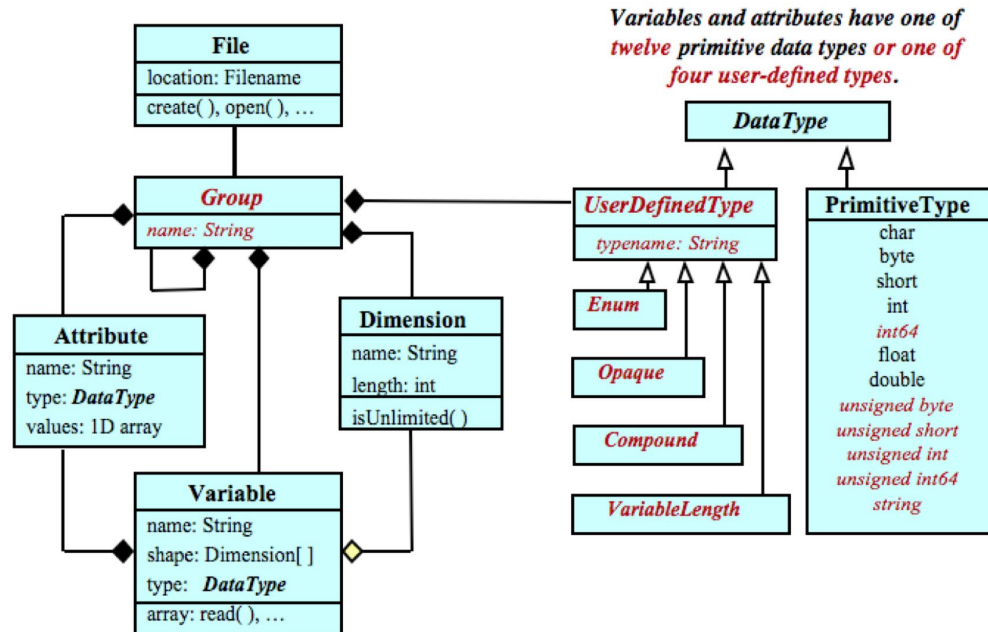 Variables and attributes have one of
twelve primitive data types or one of
four user-defined types.
File
location: Filename
create( ), open( ), …
Group
name: String
Attribute
name: String
type: DataType
values: 1D array
Dimension
name: String
length: int
isUnlimited( )
Variable
name: String
shape: Dimension[ ]
type: DataType
array: read( ), …
DataType
UserDefinedType
typename: String
Enum
Opaque
Compound
VariableLength
PrimitiveType
char
byte
short
int
int64
float
double
unsigned byte
unsigned short
unsigned int
unsigned int64
string